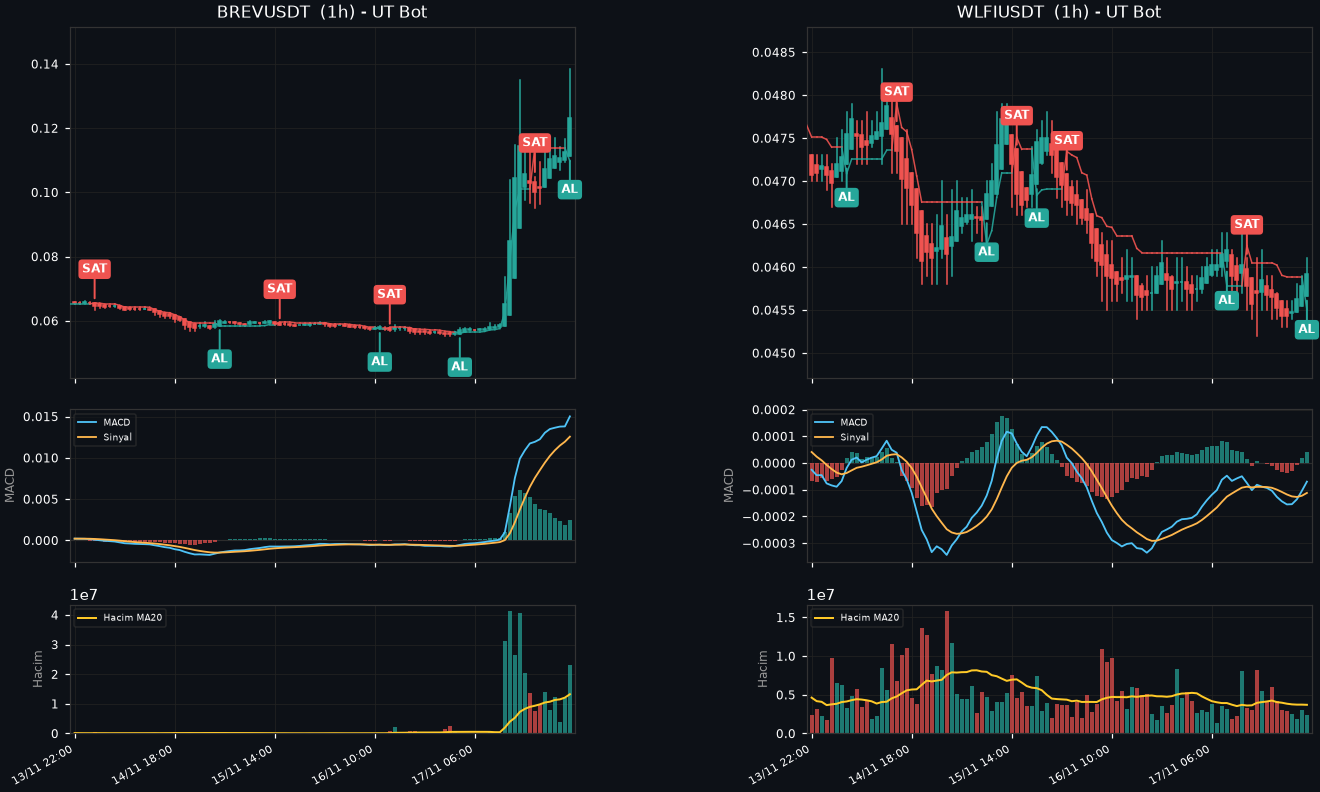 BREVUSDT  (1h) - UT Bot
0.14
0.12
0.10
0.08
0.06
SAT
SAT
SAT
SAT
AL
AL
AL
AL
MACD
0.015
0.010
0.005
0.000
MACD
Sinyal
1e7
Hacim
4
3
2
1
0
Hacim MA20
13/11 22:00
14/11 18:00
15/11 14:00
16/11 10:00
17/11 06:00
WLFIUSDT  (1h) - UT Bot
0.0485
0.0480
0.0475
0.0470
0.0465
0.0460
0.0455
0.0450
SAT
SAT
SAT
SAT
AL
AL
AL
AL
AL
MACD
0.0002
0.0001
0.0000
−0.0001
−0.0002
−0.0003
MACD
Sinyal
1e7
Hacim
1.5
1.0
0.5
0.0
Hacim MA20
13/11 22:00
14/11 18:00
15/11 14:00
16/11 10:00
17/11 06:00